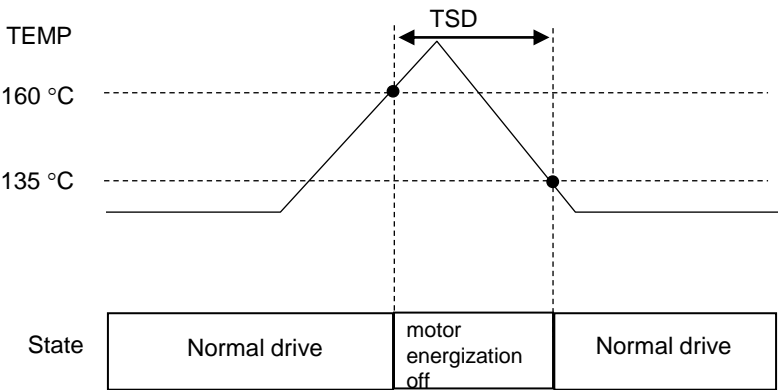 TSD
TEMP
160 °C
135 °C
State
Normal drive
motor
energization
off
Normal drive